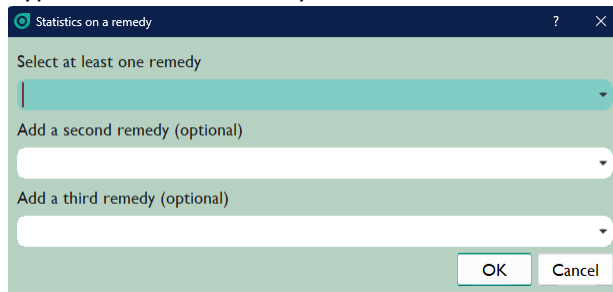 Statistics on a remedy ?
Select at least one remedy
Add a second remedy (optional)
Add a third remedy (optional)
OK Cancel